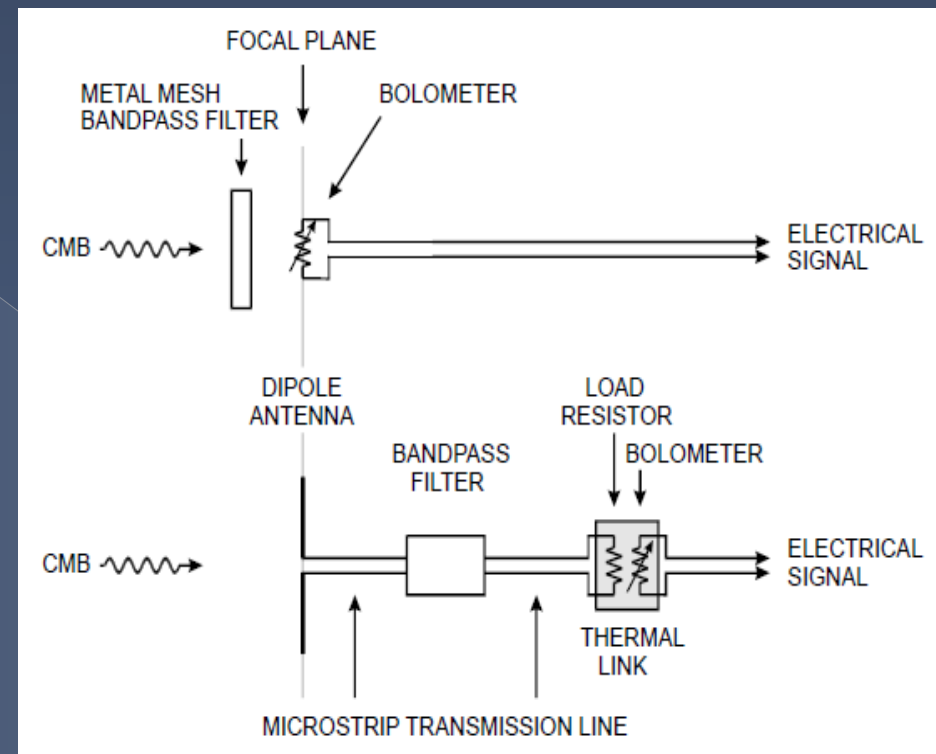 FOCAL PLANE
METAL MESH
BANDPASS FILTER
BOLOMETER
CMB
ELECTRICAL
SIGNAL
DIPOLE
ANTENNA
LOAD
RESISTOR
BANDPASS
FILTER
BOLOMETER
CMB
ELECTRICAL
SIGNAL
THERMAL
LINK
MICROSTRIP TRANSMISSION LINE